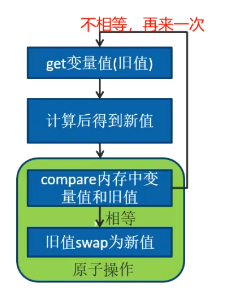 不相等，再来一次
get变量值(旧值)
计算后得到新值
compare内存中变
量值和旧值
相等
旧值swap为新值
原子操作